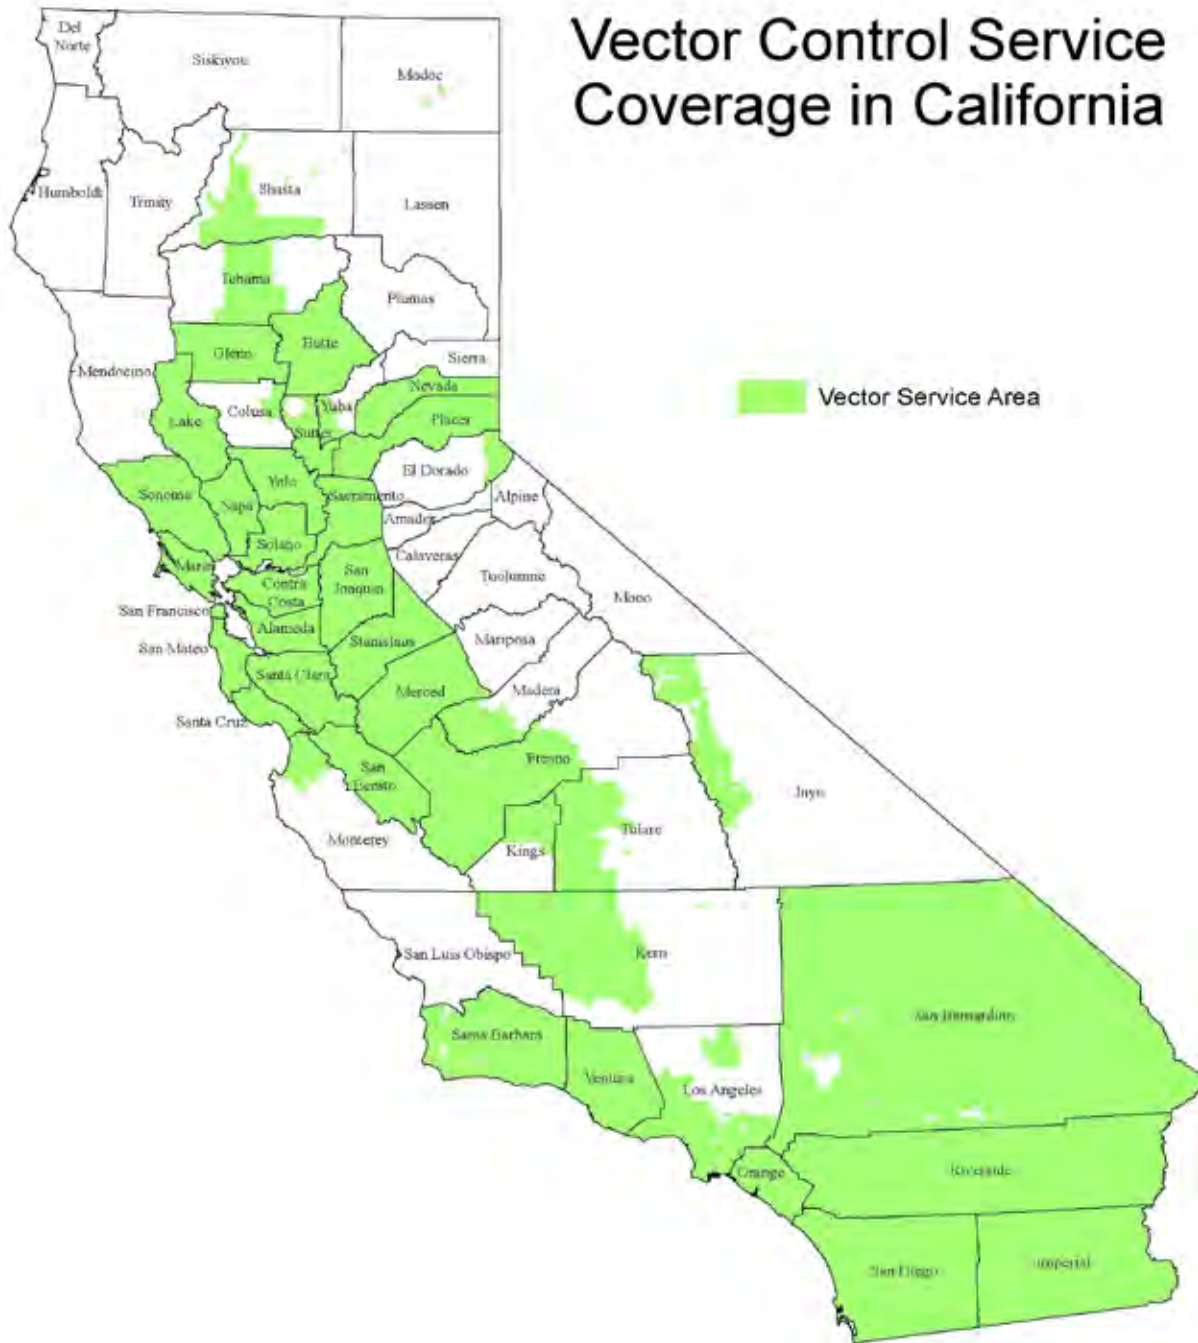 Vector Control Service
Coverage in California
Del
Norte
Siskiyou
Modoc
Humboldt
Trinity
Shasta
Lassen
Tehama
Plumas
Mendocino
Glenn
Butte
Sierra
Nevada
Vector Service Area
Lake
Colusa
Sutter
Yuba
Placer
El Dorado
Sonoma
Napa
Yolo
Sacramento
Alpine
Amador
Solano
Calaveras
Marin
Contra
Costa
San
Joaquin
Tuolumne
Mono
San Francisco
Alameda
Stanislaus
Mariposa
San Mateo
Santa Clara
Merced
Madera
Santa Cruz
San
Benito
Fresno
Inyo
Monterey
Kings
Tulare
San Luis Obispo
Kern
San Bernardino
Santa Barbara
Ventura
Los Angeles
Orange
Riverside
San Diego
Imperial